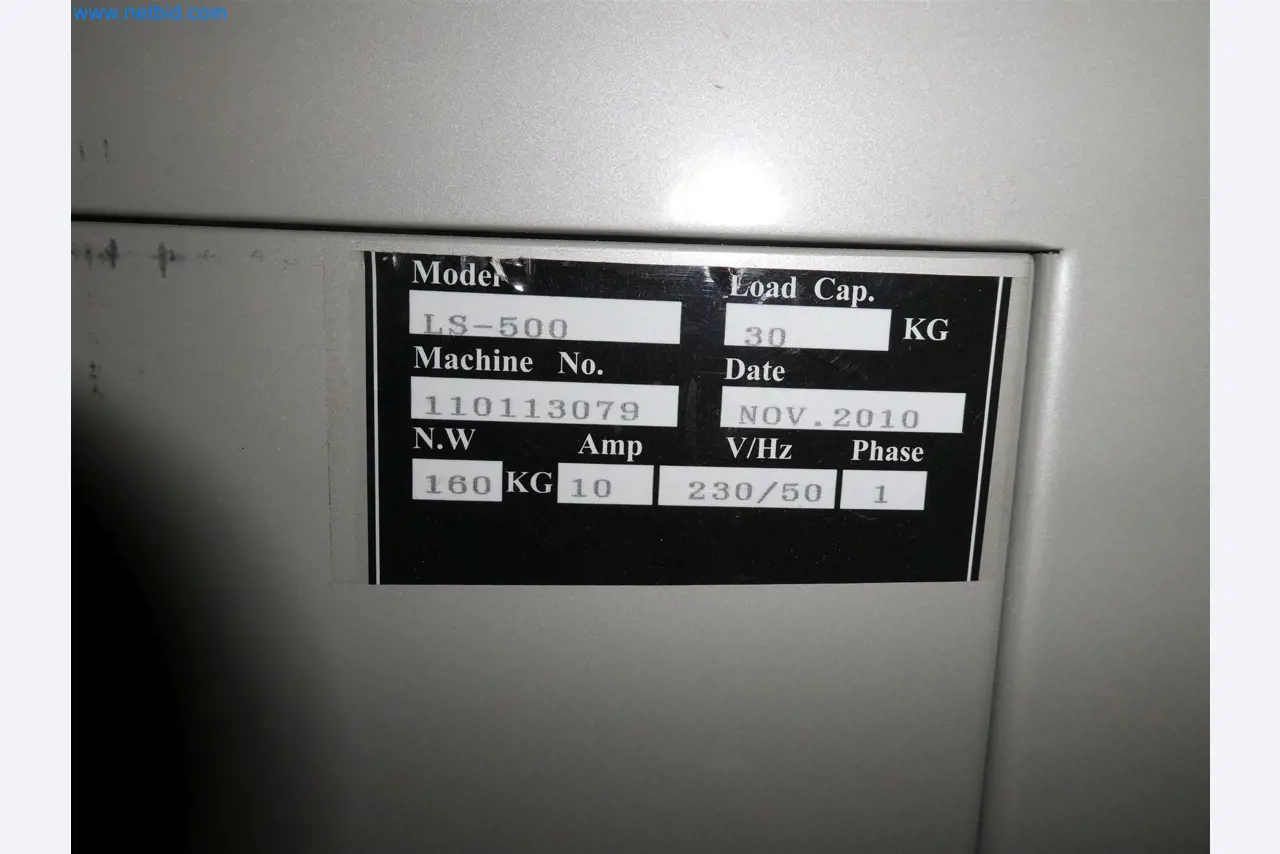 www.netbid.com
Model Load Cap.
LS-500 30 KG
Machine No. Date
110113079 NOV.2010
N.W Amp V/Hz Phase
160 KG 10 230/50 1